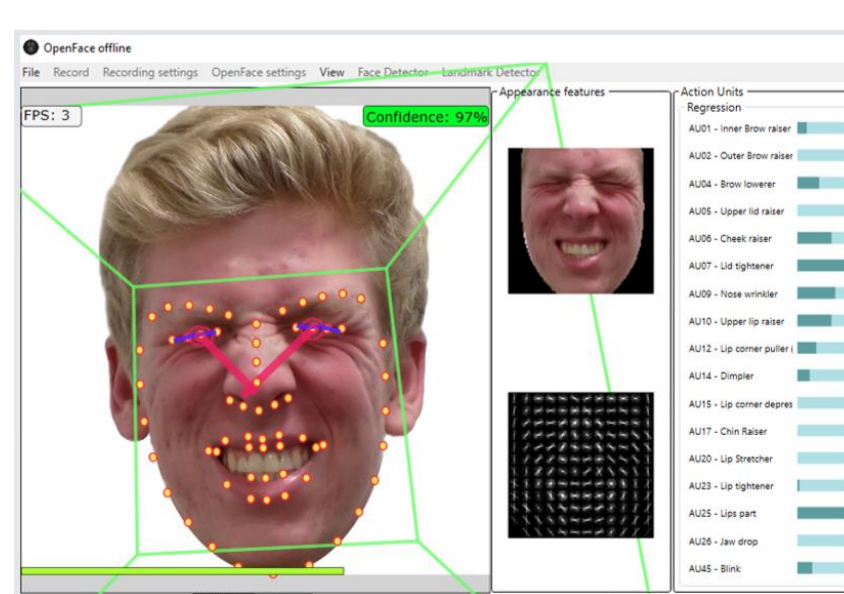 OpenFace offline
File Record Recording settings OpenFace settings View Face Detector Landmark Detector
FPS: 3
Confidence: 97%
Appearance features
Action Units
Regression
AU01 - Inner Brow raiser
AU02 - Outer Brow raiser
AU04 - Brow lowerer
AU05 - Upper lid raiser
AU06 - Cheek raiser
AU07 - Lid tightener
AU09 - Nose wrinkler
AU10 - Upper lip raiser
AU12 - Lip corner puller (
AU14 - Dimpler
AU15 - Lip corner depres
AU17 - Chin Raiser
AU20 - Lip Stretcher
AU23 - Lip tightener
AU25 - Lips part
AU26 - Jaw drop
AU45 - Blink